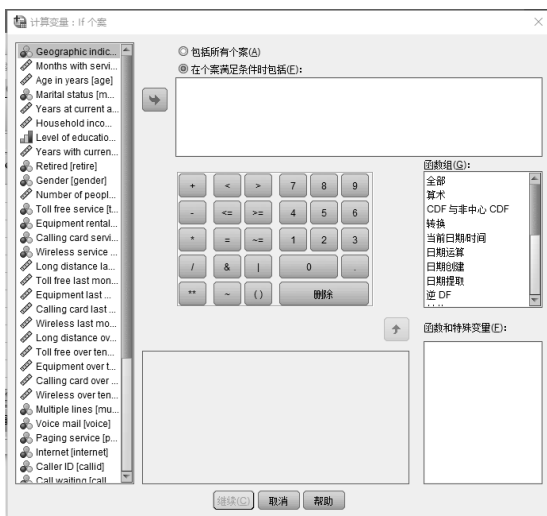 计算变量：If 个案
Geographic indic...
Months with servi...
Age in years [age]
Marital status [m...
Years at current a...
Household inco...
Level of educatio...
Years with curren...
Retired [retire]
Gender [gender]
Number of peopl...
Toll free service [t...
Equipment rental...
Calling card servi...
Wireless service ...
Long distance la...
Toll free last mon...
Equipment last ...
Calling card last ...
Wireless last mo...
Long distance ov...
Toll free over ten...
Equipment over t...
Calling card over ...
Wireless over ten...
Multiple lines [mu...
Voice mail [voice]
Paging service [p...
Internet [internet]
Caller ID [callid]
Call waiting [call...
包括所有个案(A)
在个案满足条件时包括(F):
+ < > 7 8 9
- <= >= 4 5 6
* = ~= 1 2 3
/ & | 0 .
** ~ ( ) 删除
函数组(G):
全部
算术
CDF 与非中心 CDF
转换
当前日期/时间
日期运算
日期创建
日期提取
逆 DF
函数和特殊变量(F):
继续(C) 取消 帮助